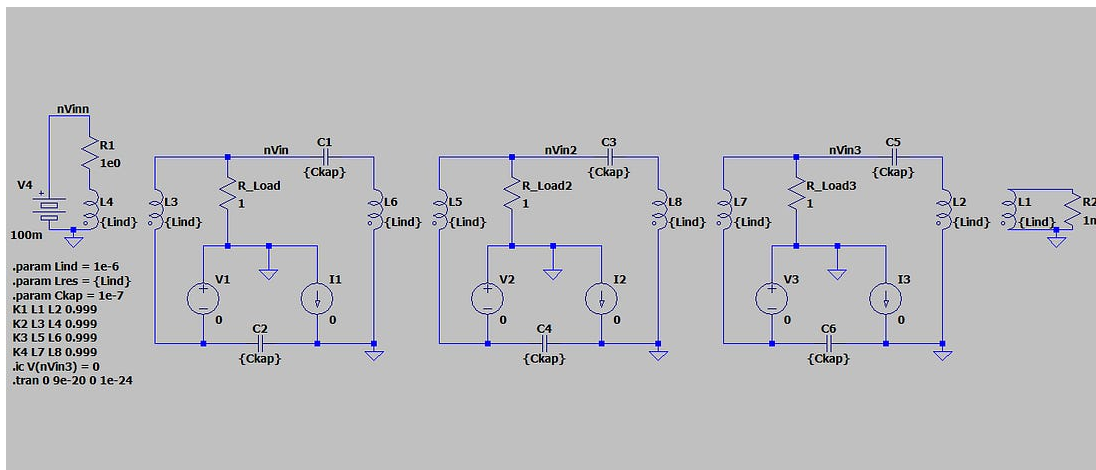 nVinn
R1
1e0
V4
+
L4
{Lind}
100m
L3
{Lind}
nVin
C1
{Ckap}
R_Load
1
L6
{Lind}
V1
0
I1
0
C2
{Ckap}
L5
{Lind}
nVin2
C3
{Ckap}
R_Load2
1
L8
{Lind}
V2
0
I2
0
C4
{Ckap}
L7
{Lind}
nVin3
C5
{Ckap}
R_Load3
1
L2
{Lind}
V3
0
I3
0
C6
{Ckap}
L1
{Lind}
R2
.param Lind = 1e-6
.param Lres = {Lind}
.param Ckap = 1e-7
K1 L1 L2 0.999
K2 L3 L4 0.999
K3 L5 L6 0.999
K4 L7 L8 0.999
.ic V(nVin3) = 0
.tran 0 9e-20 0 1e-24